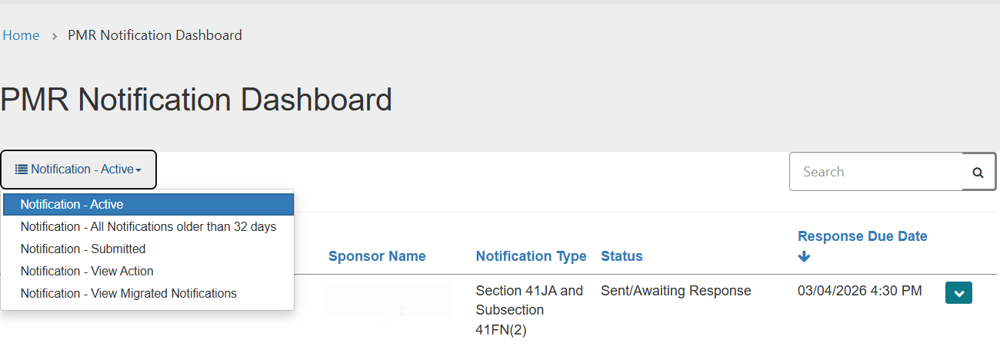 Home > PMR Notification Dashboard
PMR Notification Dashboard
Notification - Active
Search
Notification - Active
Notification - All Notifications older than 32 days
Notification - Submitted
Notification - View Action
Notification - View Migrated Notifications
Sponsor Name
Notification Type
Status
Response Due Date
Section 41JA and
Subsection
41FN(2)
Sent/Awaiting Response
03/04/2026 4:30 PM